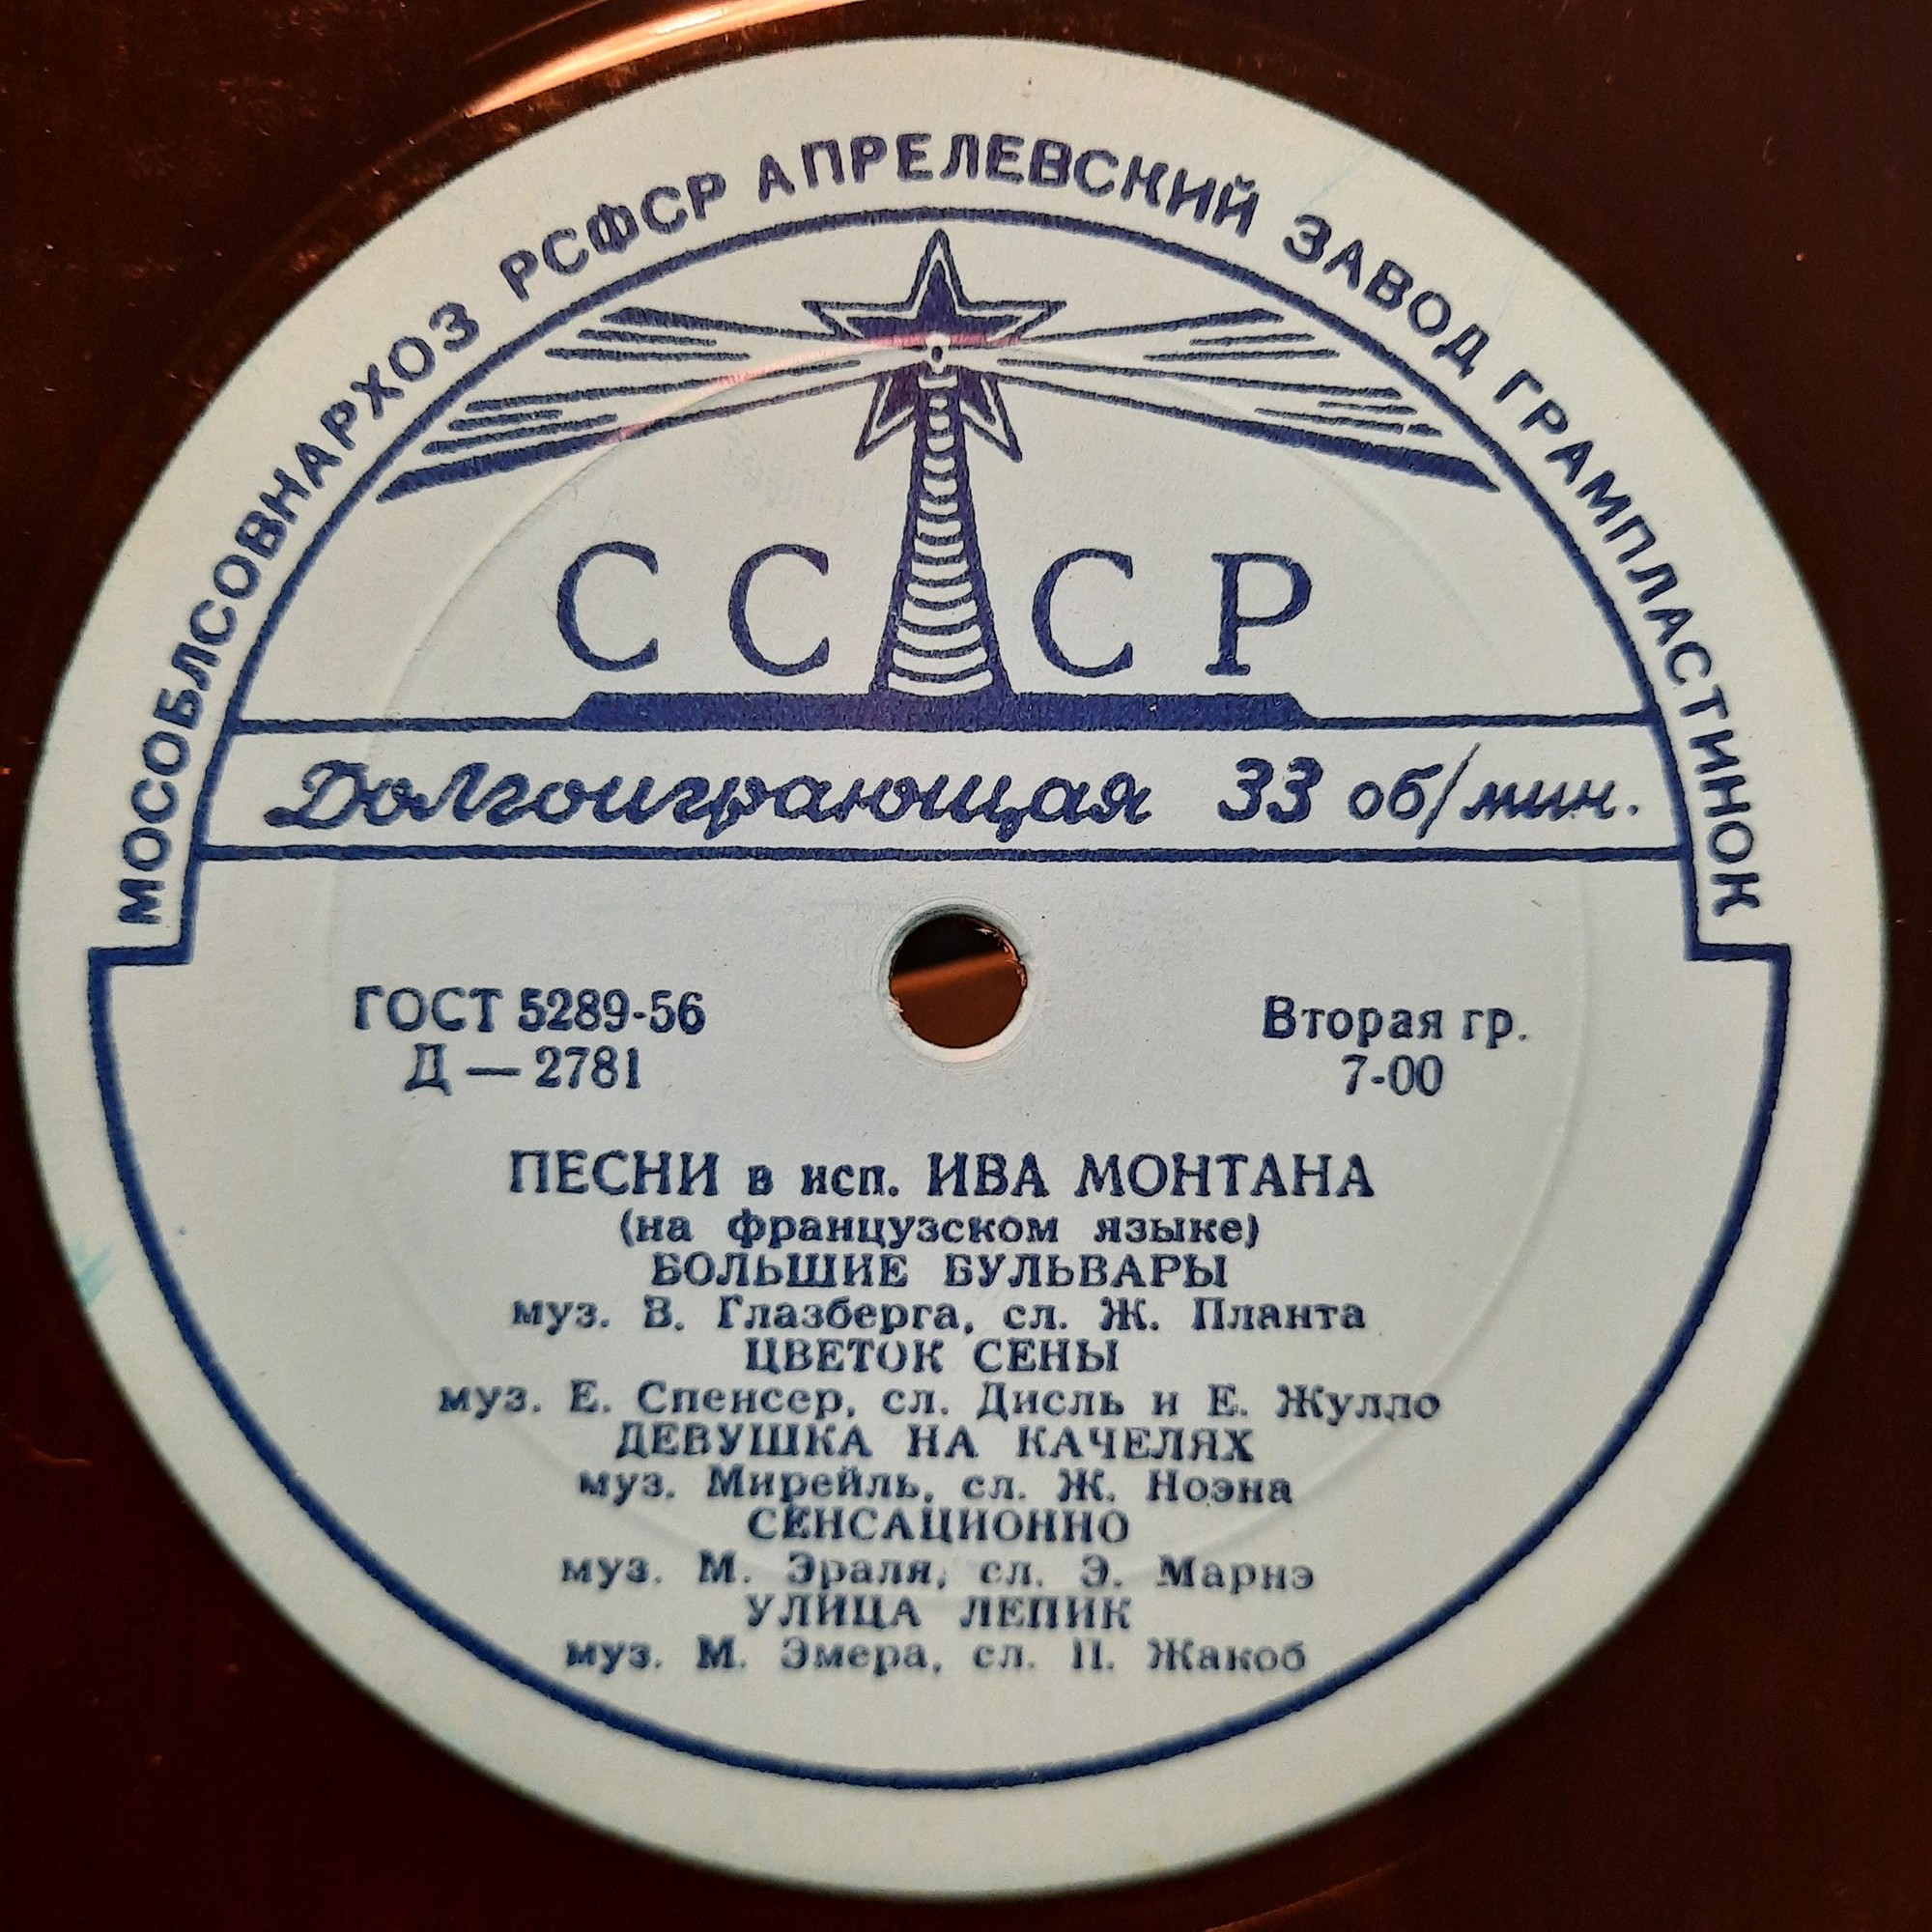 МОСОБЛСОВНАРХОЗ РСФСР АПРЕЛЕВСКИЙ ЗАВОД ГРАМПЛАСТИНОК
СССР
Долгоиграющая 33 об/мин.
ГОСТ 5289-56
Д — 2781
Вторая гр.
7-00
ПЕСНИ в исп. ИВА МОНТАНА
(на французском языке)
БОЛЬШИЕ БУЛЬВАРЫ
муз. В. Глазберга, сл. Ж. Планта
ЦВЕТОК СЕНЫ
муз. Е. Спенсер, сл. Дисль и Е. Жулло
ДЕВУШКА НА КАЧЕЛЯХ
муз. Мирейль, сл. Ж. Ноэна
СЕНСАЦИОННО
муз. М. Эраля, сл. Э. Марнэ
УЛИЦА ЛЕПИК
муз. М. Эмера, сл. П. Жакоб